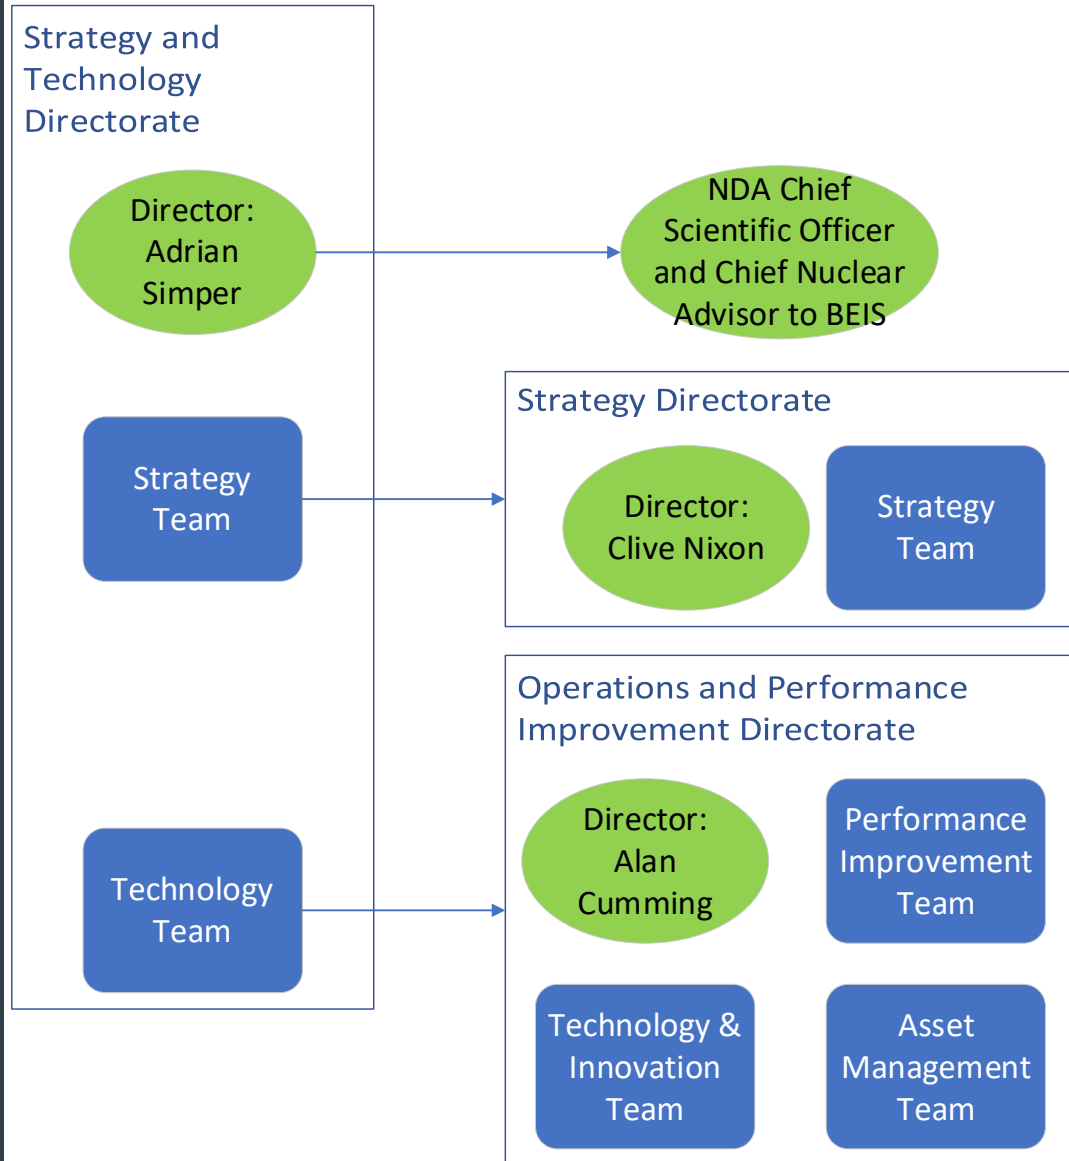 Strategy and
Technology
Directorate
Director:
Adrian
Simper
NDA Chief
Scientific Officer
and Chief Nuclear
Advisor to BEIS
Strategy
Team
Strategy Directorate
Director:
Clive Nixon
Strategy
Team
Technology
Team
Operations and Performance
Improvement Directorate
Director:
Alan
Cumming
Performance
Improvement
Team
Technology &
Innovation
Team
Asset
Management
Team